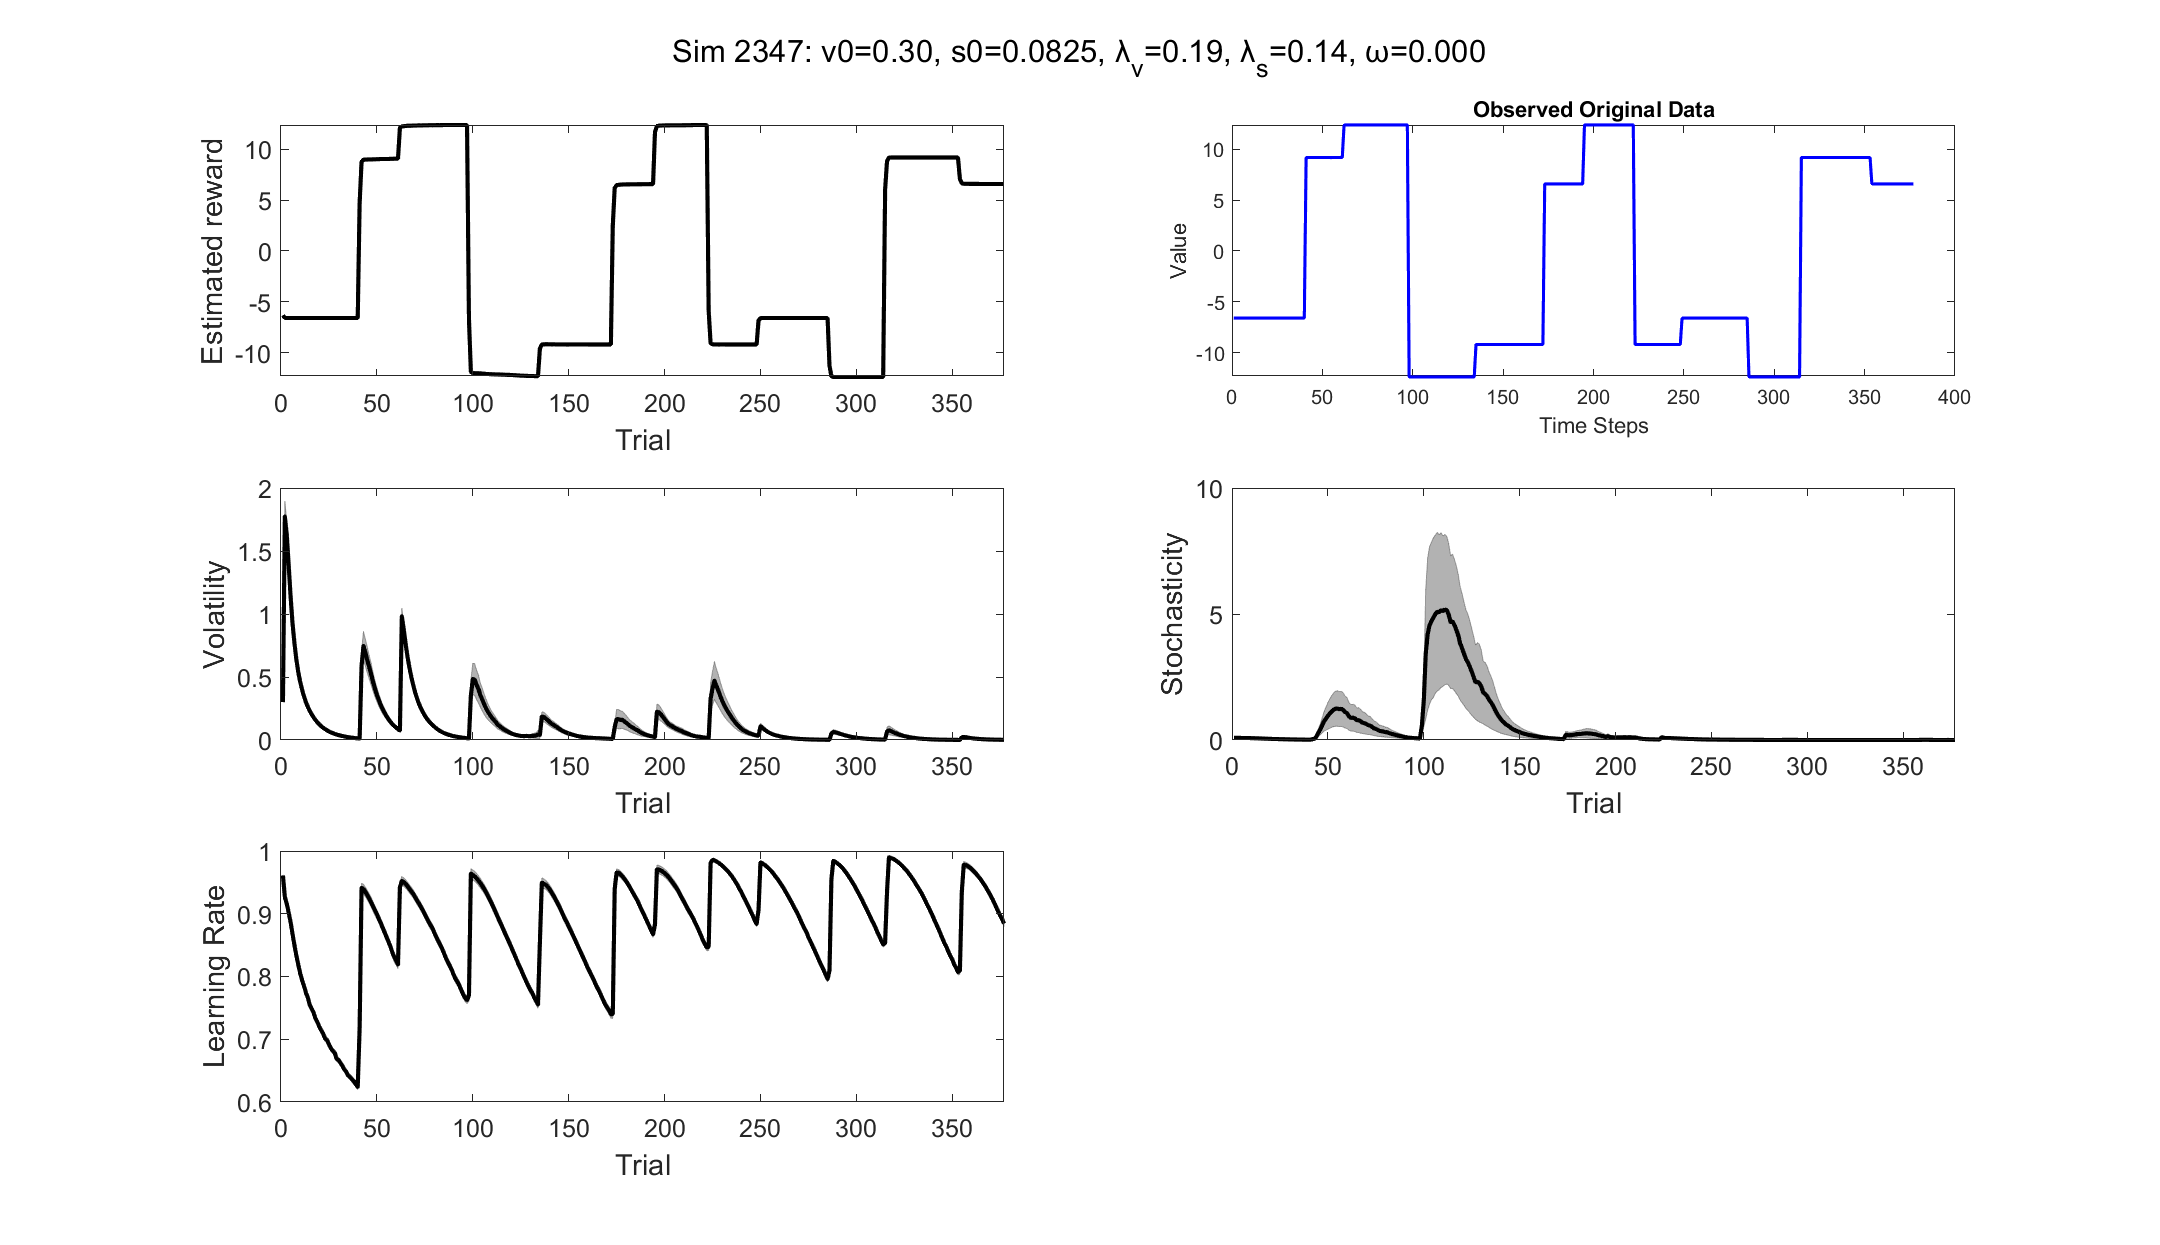 Sim 2347: v0=0.30, s0=0.0825, λ_v=0.19, λ_s=0.14, ω=0.000
Estimated reward
10
5
0
-5
-10
0 50 100 150 200 250 300 350
Trial
Observed Original Data
Value
10
5
0
-5
-10
0 50 100 150 200 250 300 350 400
Time Steps
Volatility
2
1.5
1
0.5
0
0 50 100 150 200 250 300 350
Trial
Stochasticity
10
5
0
0 50 100 150 200 250 300 350
Trial
Learning Rate
1
0.9
0.8
0.7
0.6
0 50 100 150 200 250 300 350
Trial